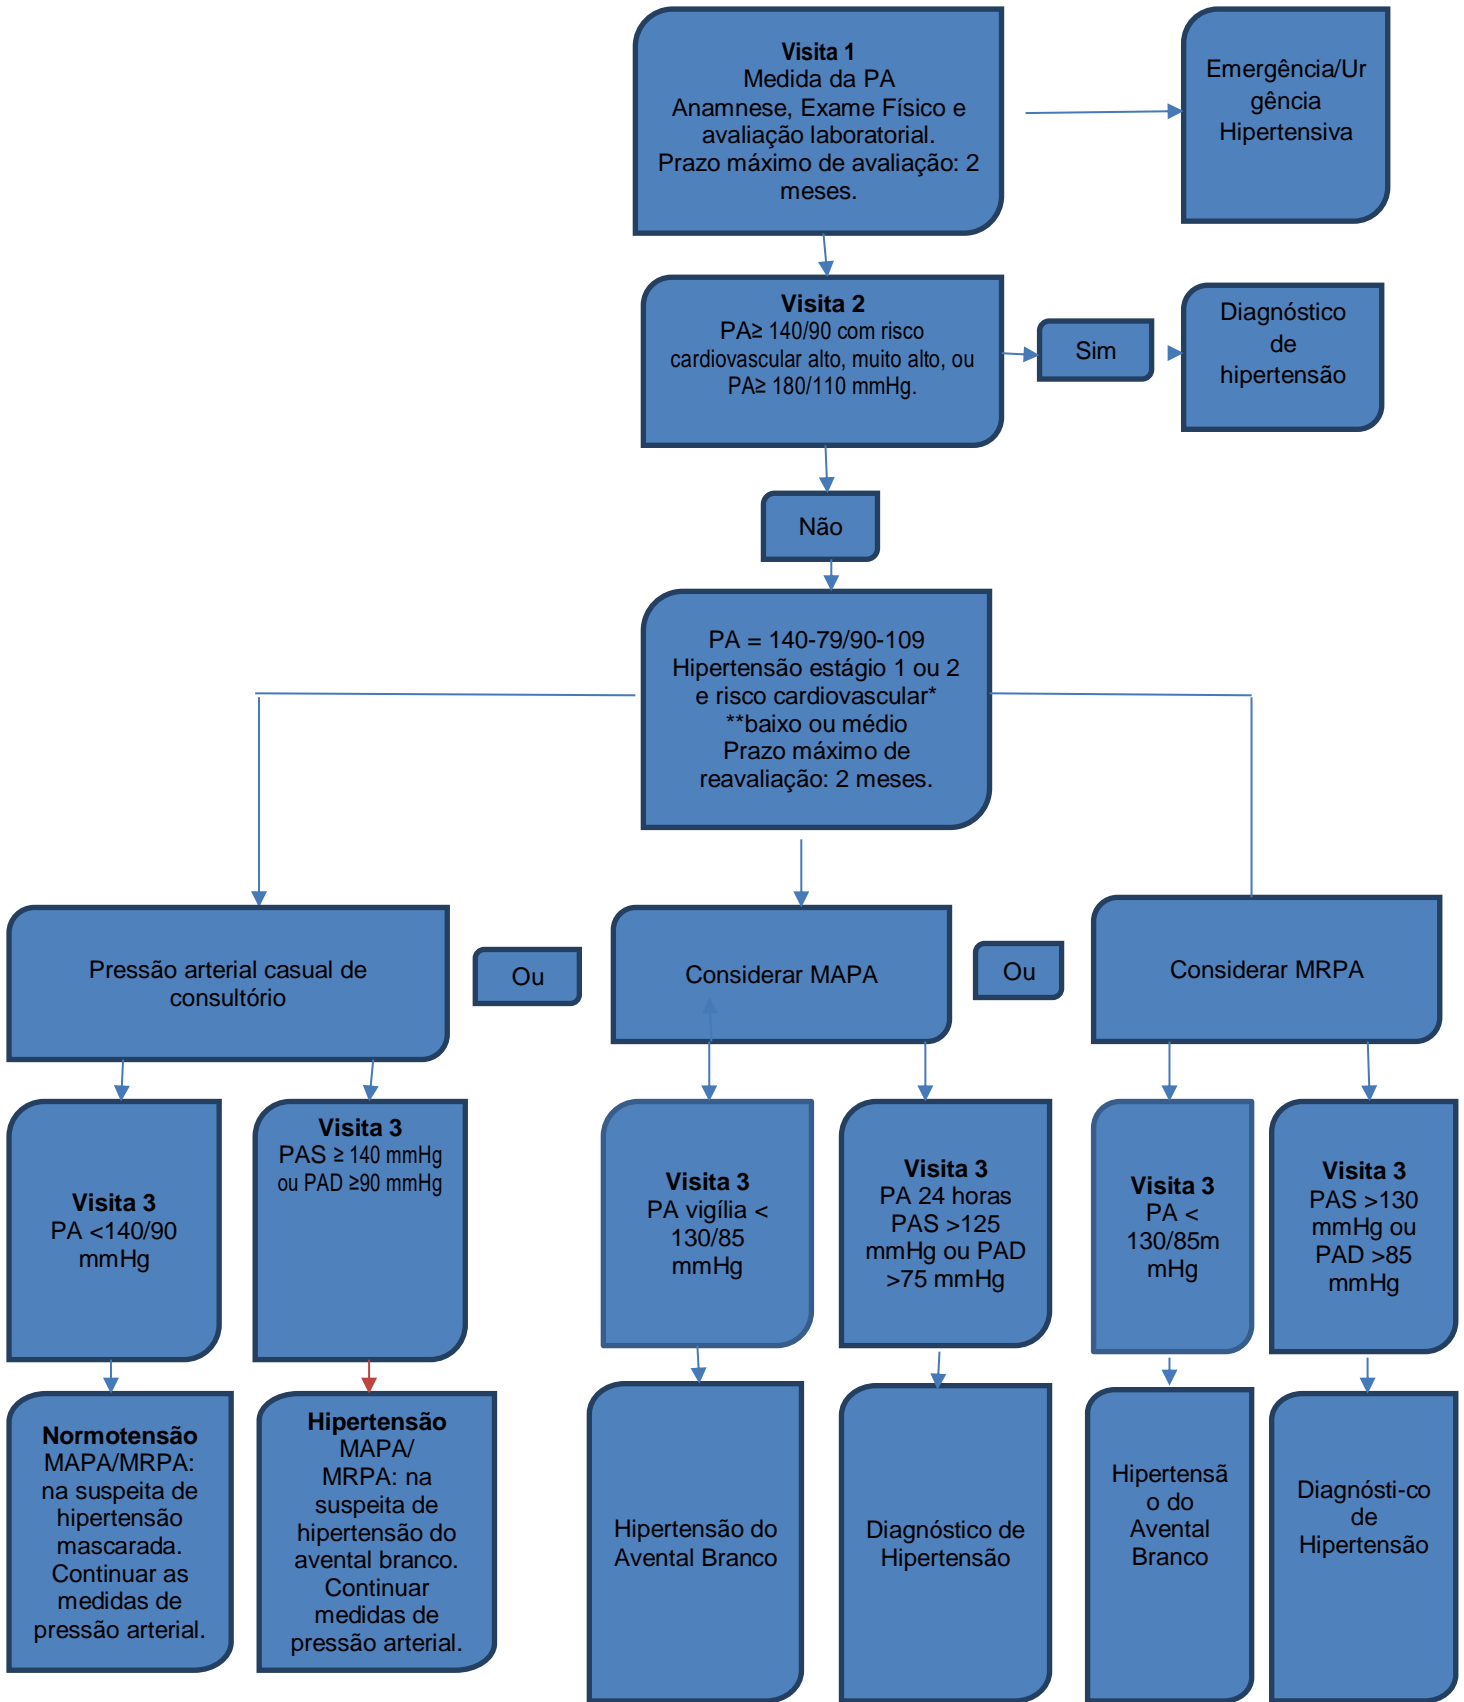 Visita 1
Medida da PA
Anamnese, Exame Físico e
avaliação laboratorial.
Prazo máximo de avaliação: 2
meses.
Emergência/Ur
gência
Hipertensiva
Visita 2
PA≥ 140/90 com risco
cardiovascular alto, muito alto, ou
PA≥ 180/110 mmHg.
Sim
Diagnóstico
de
hipertensão
Não
PA = 140-79/90-109
Hipertensão estágio 1 ou 2
e risco cardiovascular*
**baixo ou médio
Prazo máximo de
reavaliação: 2 meses.
Pressão arterial casual de
consultório
Ou
Considerar MAPA
Ou
Considerar MRPA
Visita 3
PA <140/90
mmHg
Visita 3
PAS ≥ 140 mmHg
ou PAD ≥90 mmHg
Visita 3
PA vigília <
130/85
mmHg
Visita 3
PA 24 horas
PAS >125
mmHg ou PAD
>75 mmHg
Visita 3
PA <
130/85m
mHg
Visita 3
PAS >130
mmHg ou
PAD >85
mmHg
Normotensão
MAPA/MRPA:
na suspeita de
hipertensão
mascarada.
Continuar as
medidas de
pressão arterial.
Hipertensão
MAPA/
MRPA: na
suspeita de
hipertensão do
avental branco.
Continuar
medidas de
pressão arterial.
Hipertensão do
Avental Branco
Diagnóstico de
Hipertensão
Hipertensã
o do
Avental
Branco
Diagnósti-co
de
Hipertensão